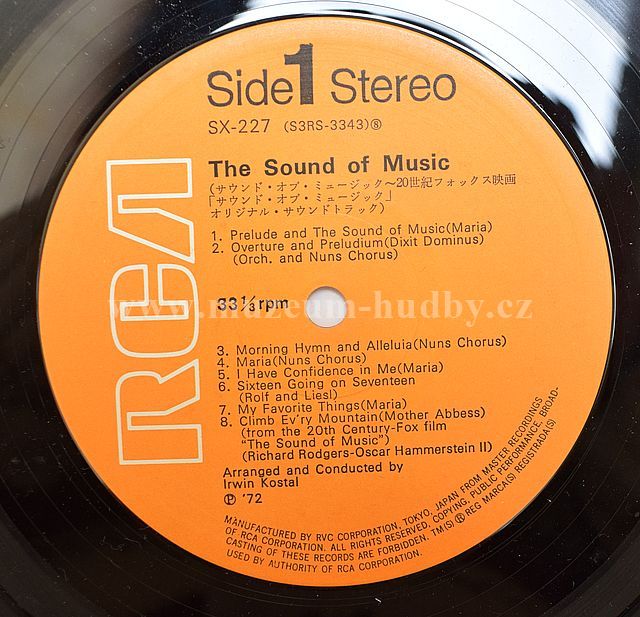 Side 1 Stereo
SX-227 (S3RS-3343)Ⓢ
The Sound of Music
(サウンド・オブ・ミュージック〜20世紀フォックス映画
「サウンド・オブ・ミュージック」
オリジナル・サウンドトラック)
1. Prelude and The Sound of Music(Maria)
2. Overture and Preludium(Dixit Dominus)
(Orch. and Nuns Chorus)
33⅓rpm
www.muzeum-hudby.cz
3. Morning Hymn and Alleluia(Nuns Chorus)
4. Maria(Nuns Chorus)
5. I Have Confidence in Me(Maria)
6. Sixteen Going on Seventeen
(Rolf and Liesl)
7. My Favorite Things(Maria)
8. Climb Ev'ry Mountain(Mother Abbess)
(from the 20th Century-Fox film
"The Sound of Music")
(Richard Rodgers-Oscar Hammerstein II)
Arranged and Conducted by
Irwin Kostal
℗ '72
RCA
MANUFACTURED BY RVC CORPORATION, TOKYO, JAPAN FROM MASTER RECORDINGS
OF RCA CORPORATION. ALL RIGHTS RESERVED. COPYING, PUBLIC PERFORMANCE, BROAD-
CASTING OF THESE RECORDS ARE FORBIDDEN. TM(S) ® REG MARCA(S) REGISTRADA(S)
USED BY AUTHORITY OF RCA CORPORATION.